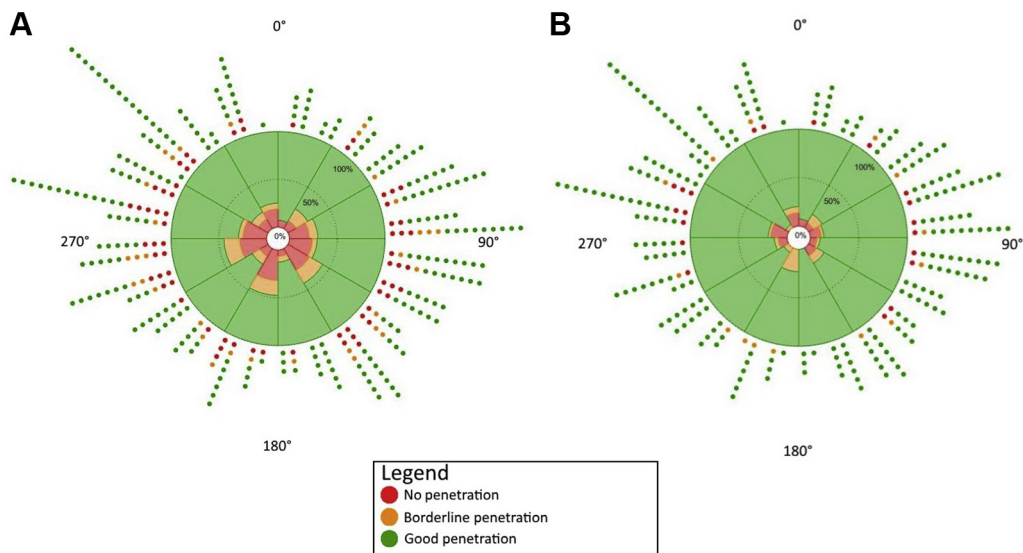 A
B
0°
0°
100%
50%
0%
100%
50%
0%
270°
90°
270°
90°
180°
180°
Legend
No penetration
Borderline penetration
Good penetration